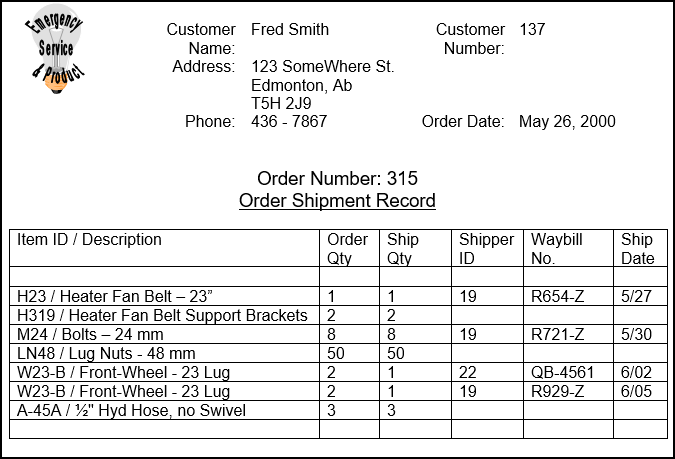 Emergency
Service
& Product
Customer Name: Fred Smith Customer Number: 137
Address: 123 SomeWhere St.
Edmonton, Ab
T5H 2J9
Phone: 436 - 7867 Order Date: May 26, 2000
Order Number: 315
Order Shipment Record
Item ID / Description Order Qty Ship Qty Shipper ID Waybill No. Ship Date
H23 / Heater Fan Belt – 23” 1 1 19 R654-Z 5/27
H319 / Heater Fan Belt Support Brackets 2 2
M24 / Bolts – 24 mm 8 8 19 R721-Z 5/30
LN48 / Lug Nuts - 48 mm 50 50
W23-B / Front-Wheel - 23 Lug 2 1 22 QB-4561 6/02
W23-B / Front-Wheel - 23 Lug 2 1 19 R929-Z 6/05
A-45A / ½" Hyd Hose, no Swivel 3 3